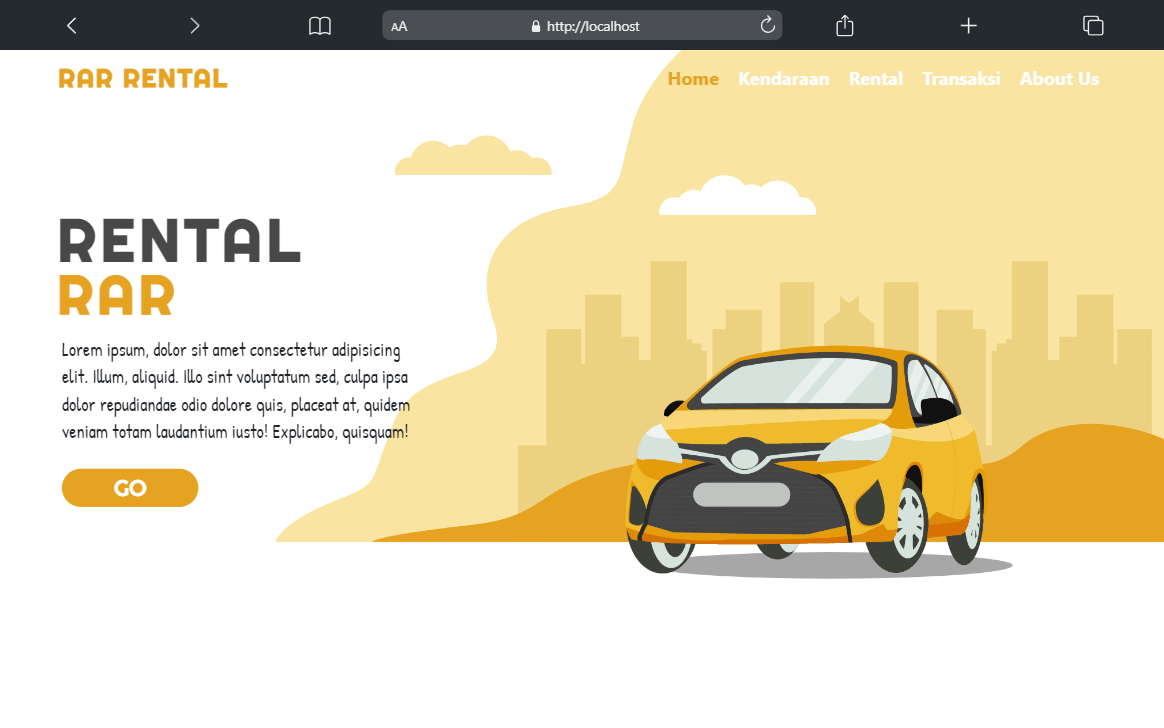 AA
http://localhost
RAR RENTAL
Home Kendaraan Rental Transaksi About Us
RENTAL
RAR
Lorem ipsum, dolor sit amet consectetur adipisicing
elit. Illum, aliquid. Illo sint voluptatum sed, culpa ipsa
dolor repudiandae odio dolore quis, placeat at, quidem
veniam totam laudantium iusto! Explicabo, quisquam!
GO